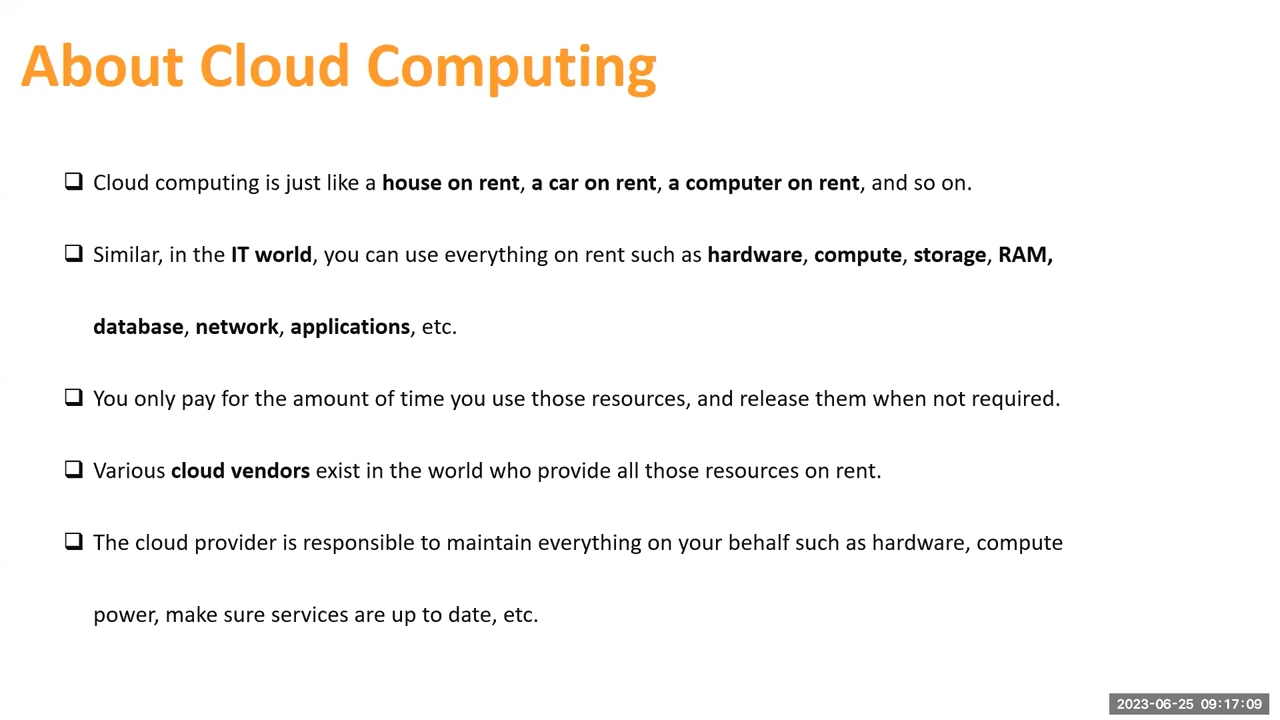 About Cloud Computing
❑ Cloud computing is just like a house on rent, a car on rent, a computer on rent, and so on.
❑ Similar, in the IT world, you can use everything on rent such as hardware, compute, storage, RAM,
database, network, applications, etc.
❑ You only pay for the amount of time you use those resources, and release them when not required.
❑ Various cloud vendors exist in the world who provide all those resources on rent.
❑ The cloud provider is responsible to maintain everything on your behalf such as hardware, compute
power, make sure services are up to date, etc.
2023-06-25 09:17:09